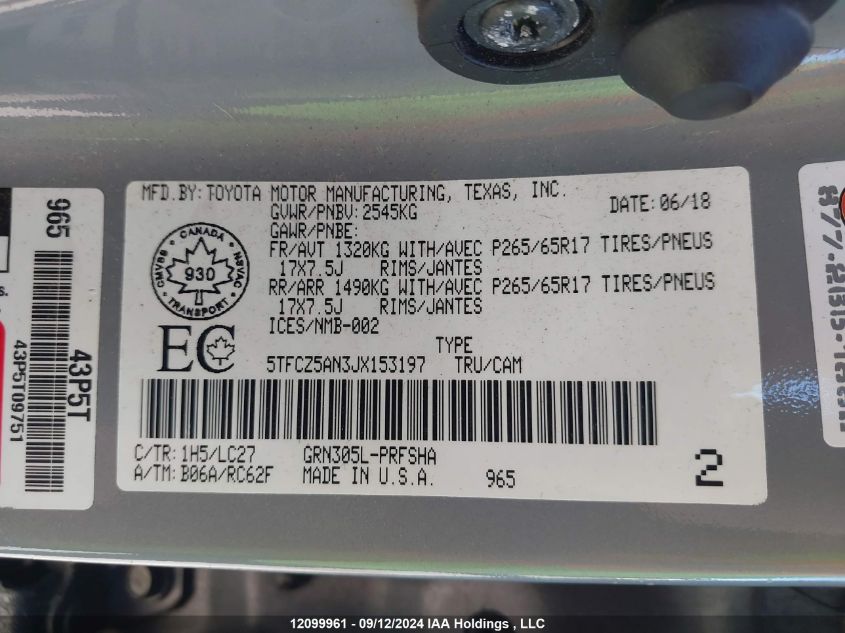 MFD.BY:TOYOTA MOTOR MANUFACTURING, TEXAS, INC.
GVWR/PNBV:2545KG
DATE:06/18
GAWR/PNBE:
FR/AVT 1320KG WITH/AVEC P265/65R17 TIRES/PNEUS
17X7.5J RIMS/JANTES
RR/ARR 1490KG WITH/AVEC P265/65R17 TIRES/PNEUS
17X7.5J RIMS/JANTES
ICES/NMB-002
CANADA
CMVSS
NSVAC
930
TRANSPORT
EC
TYPE
5TFCZ5AN3JX153197 TRU/CAM
C/TR:1H5/LC27 GRN305L-PRFSHA
A/TM:B06A/RC62F MADE IN U.S.A. 965
2
965
43P5T
43P5T09751
s.
12099961 - 09/12/2024 IAA Holdings , LLC